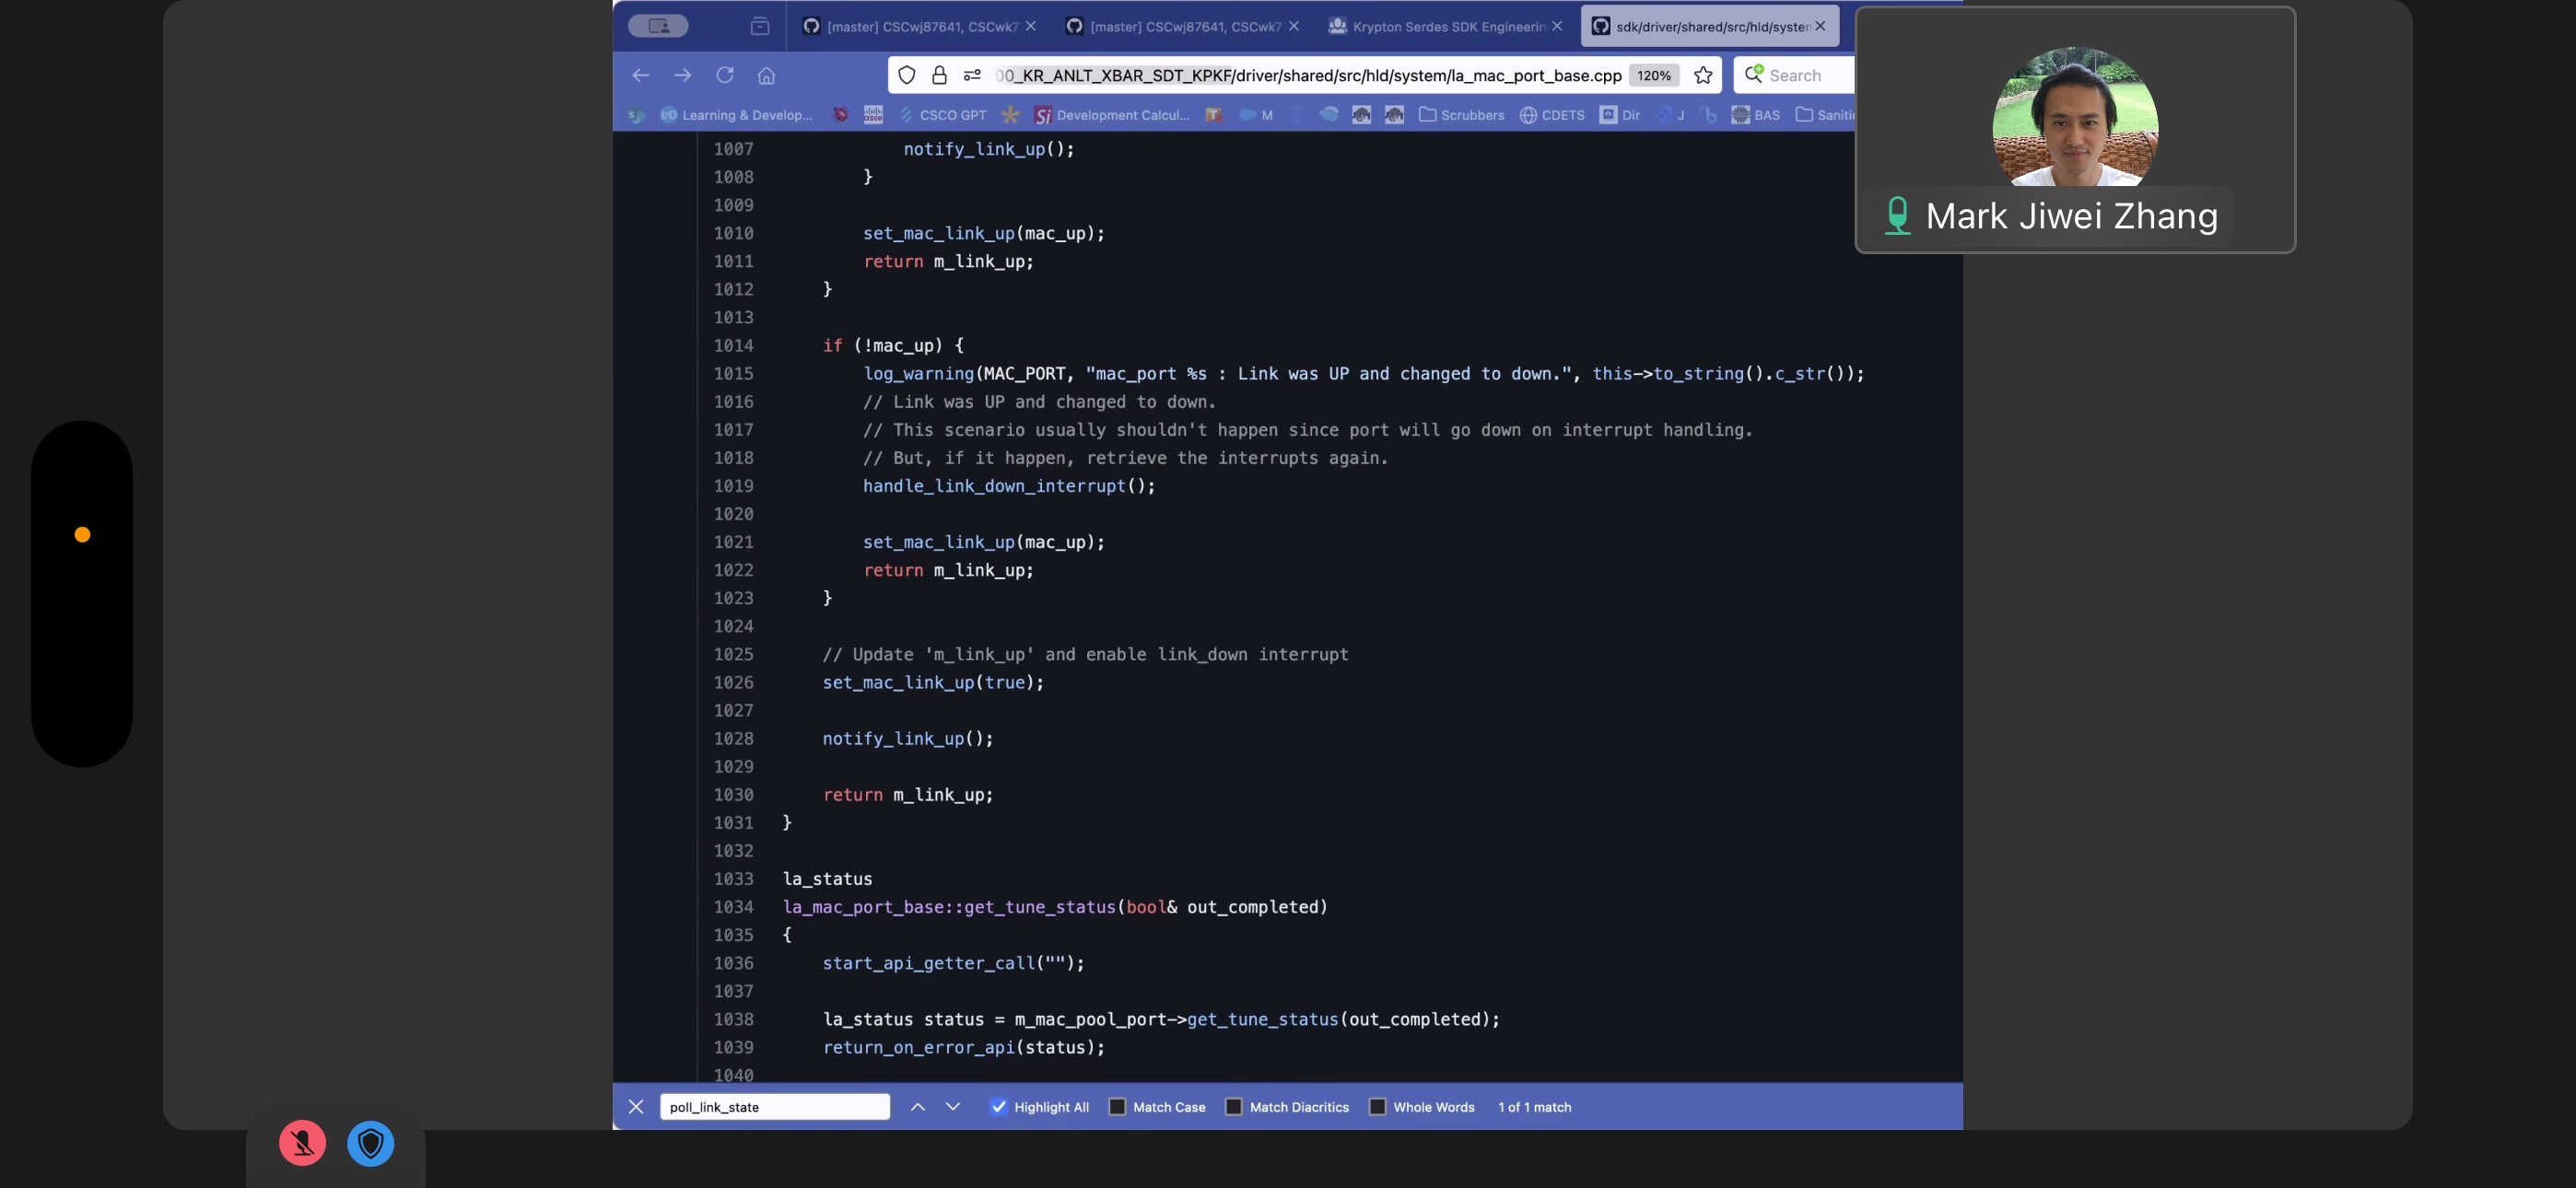 [master] CSCwj87641, CSCwk7
[master] CSCwj87641, CSCwk7
Krypton Serdes SDK Engineerin
sdk/driver/shared/src/hld/system
00_KR_ANLT_XBAR_SDT_KPKF/driver/shared/src/hld/system/la_mac_port_base.cpp
120%
Search
Learning & Develop...
CSCO GPT
Development Calcul...
M
Scrubbers
CDETS
Dir
J
BAS
Saniti
Mark Jiwei Zhang
1007 notify_link_up();
1008 }
1009
1010 set_mac_link_up(mac_up);
1011 return m_link_up;
1012 }
1013
1014 if (!mac_up) {
1015 log_warning(MAC_PORT, "mac_port %s : Link was UP and changed to down.", this->to_string().c_str());
1016 // Link was UP and changed to down.
1017 // This scenario usually shouldn't happen since port will go down on interrupt handling.
1018 // But, if it happen, retrieve the interrupts again.
1019 handle_link_down_interrupt();
1020
1021 set_mac_link_up(mac_up);
1022 return m_link_up;
1023 }
1024
1025 // Update 'm_link_up' and enable link_down interrupt
1026 set_mac_link_up(true);
1027
1028 notify_link_up();
1029
1030 return m_link_up;
1031 }
1032
1033 la_status
1034 la_mac_port_base::get_tune_status(bool& out_completed)
1035 {
1036 start_api_getter_call("");
1037
1038 la_status status = m_mac_pool_port->get_tune_status(out_completed);
1039 return_on_error_api(status);
1040
poll_link_state
Highlight All
Match Case
Match Diacritics
Whole Words
1 of 1 match